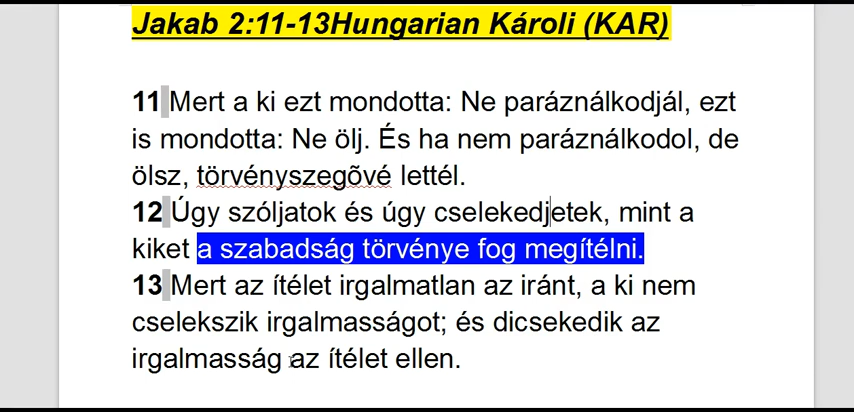 Jakab 2:11-13Hungarian Károli (KAR)
11 Mert a ki ezt mondotta: Ne paráználkodjál, ezt
is mondotta: Ne ölj. És ha nem paráználkodol, de
ölsz, törvényszegõvé lettél.
12 Úgy szóljatok és úgy cselekedjetek, mint a
kiket a szabadság törvénye fog megítélni.
13 Mert az ítélet irgalmatlan az iránt, a ki nem
cselekszik irgalmasságot; és dicsekedik az
irgalmasság az ítélet ellen.